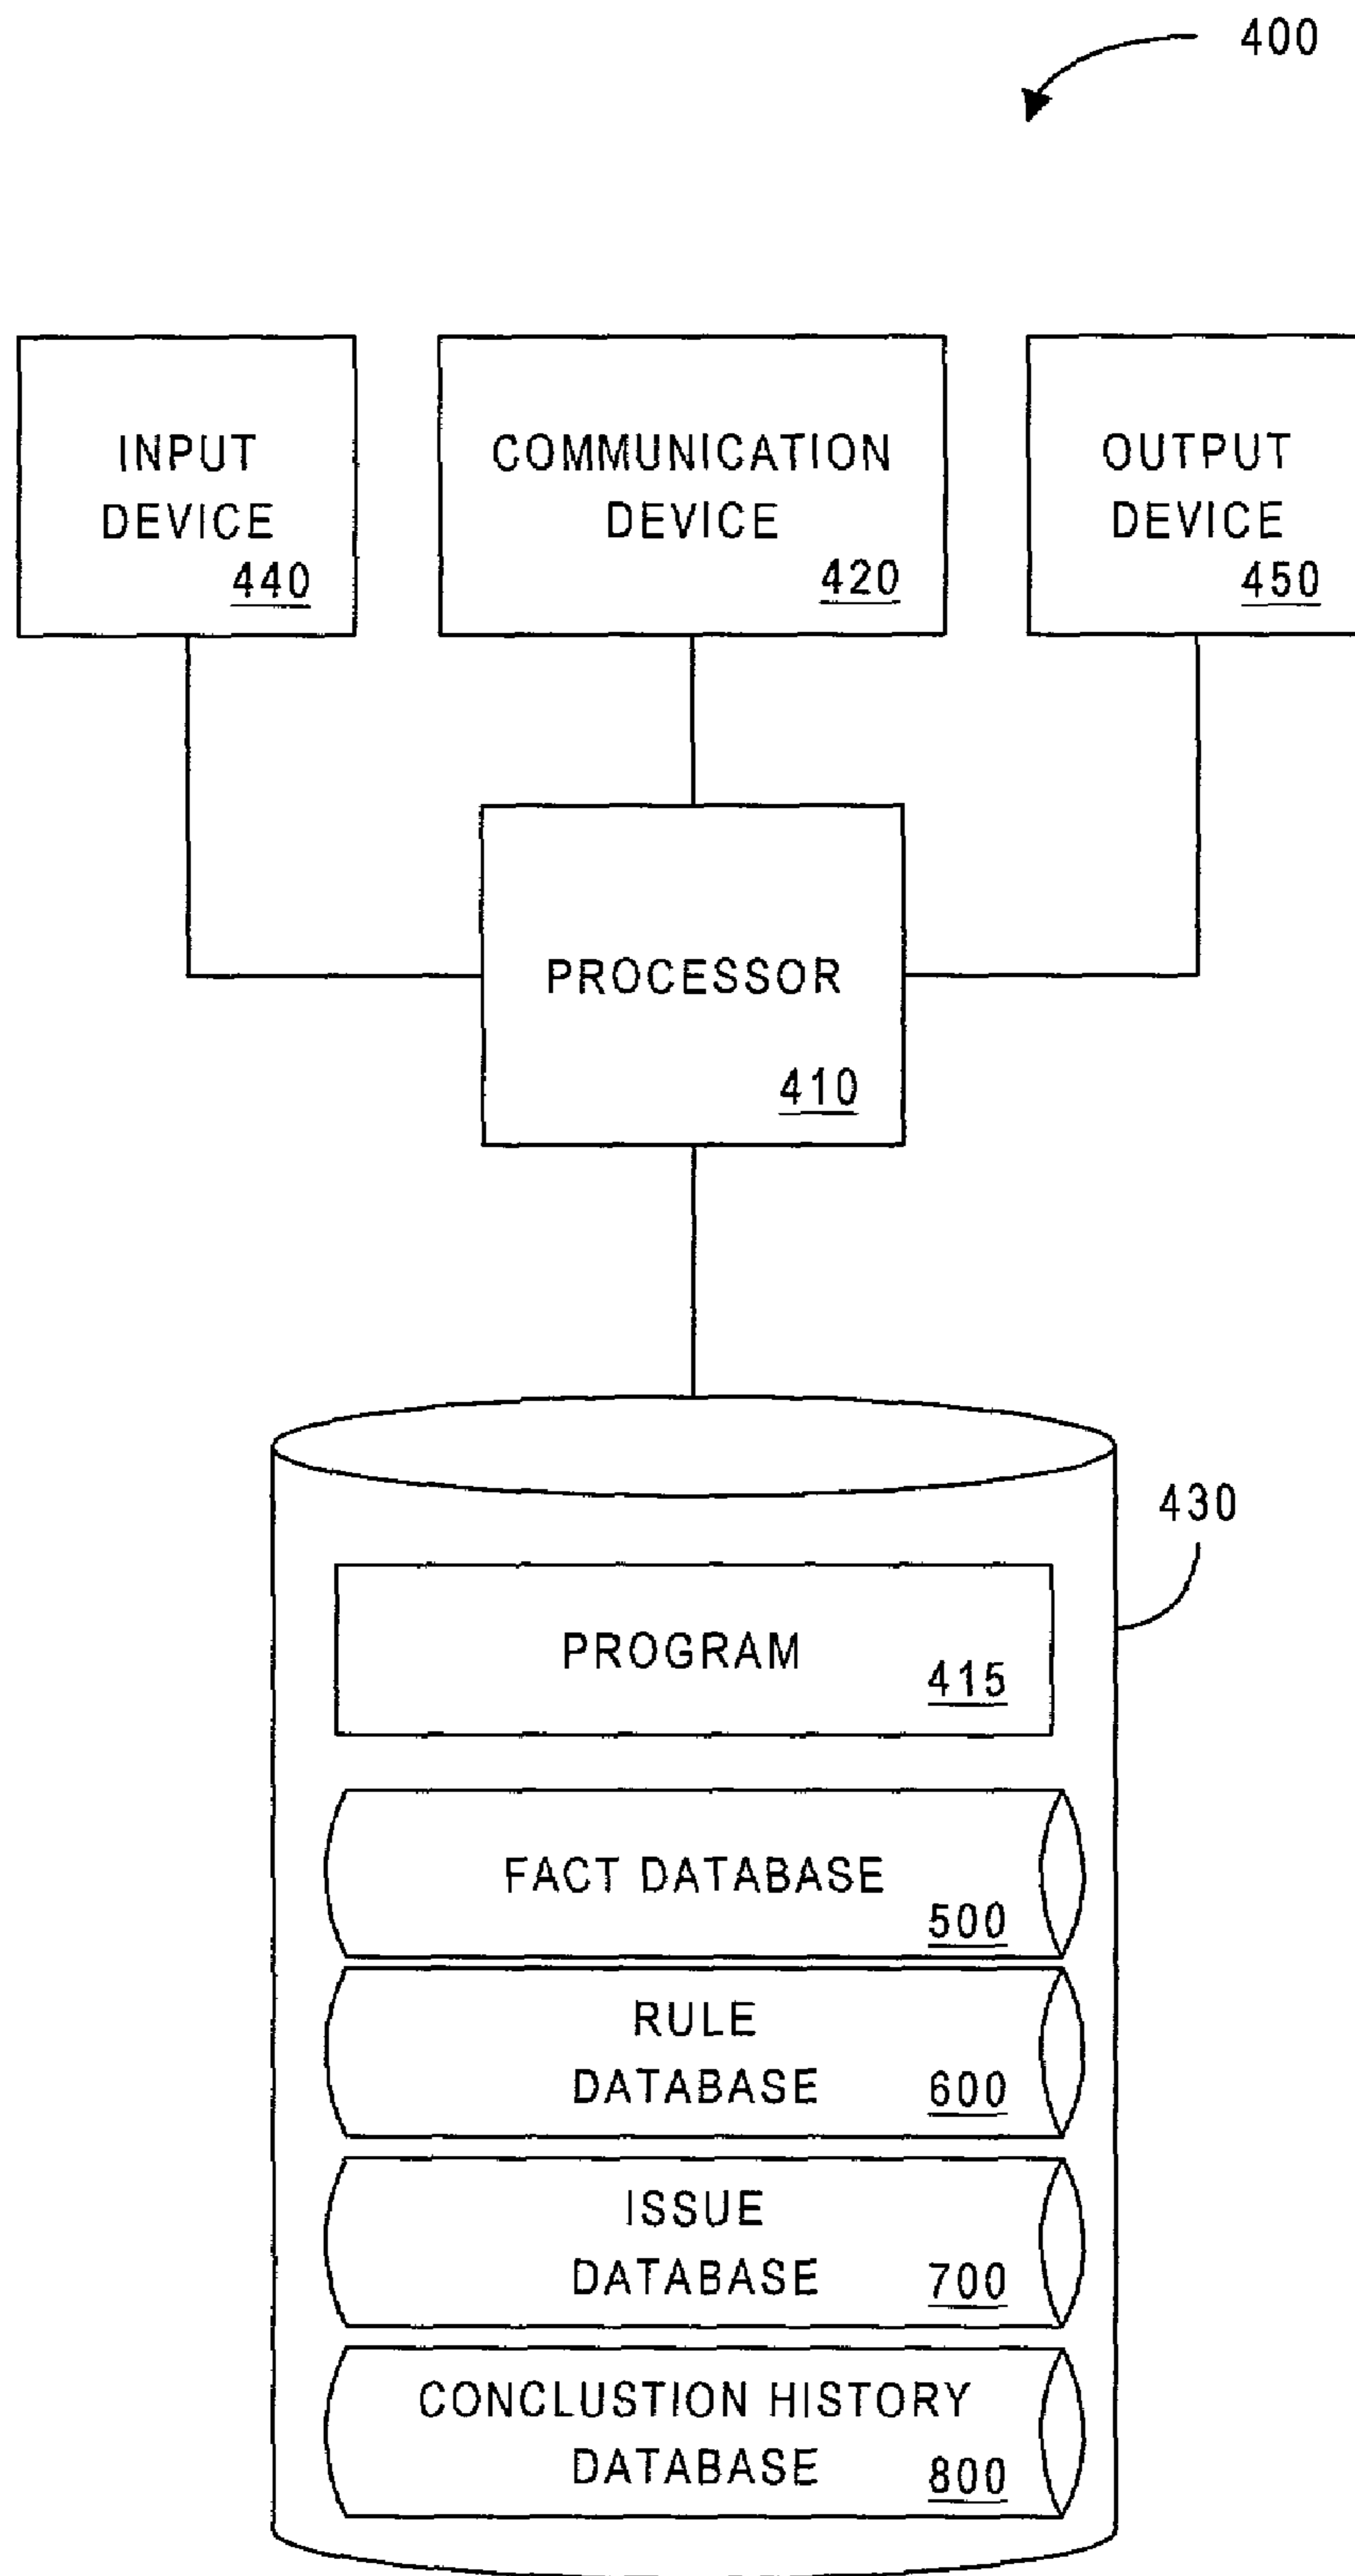 400
INPUT
DEVICE
440
COMMUNICATION
DEVICE
420
OUTPUT
DEVICE
450
PROCESSOR
410
430
PROGRAM
415
FACT DATABASE
500
RULE
DATABASE
600
ISSUE
DATABASE
700
CONCLUSTION HISTORY
DATABASE
800